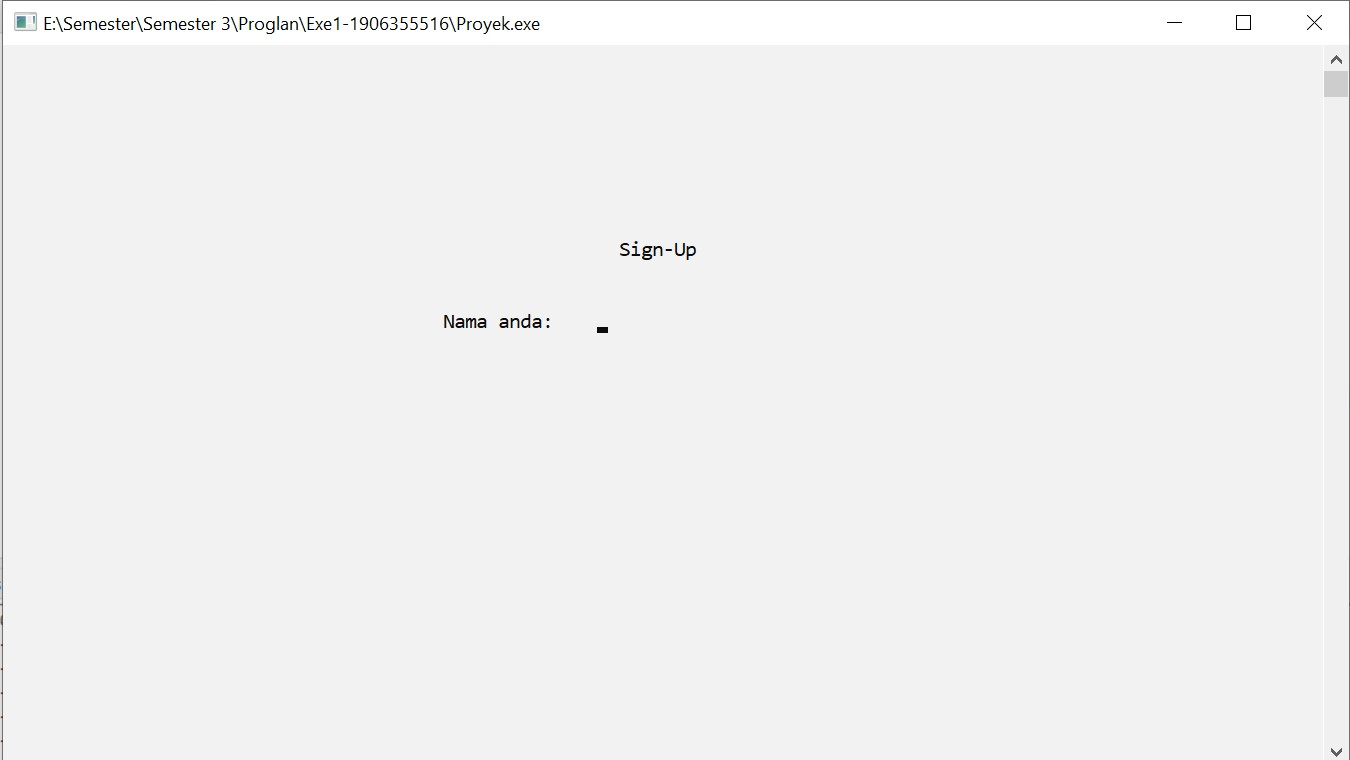 E:\Semester\Semester 3\Proglan\Exe1-1906355516\Proyek.exe
Sign-Up
Nama anda: